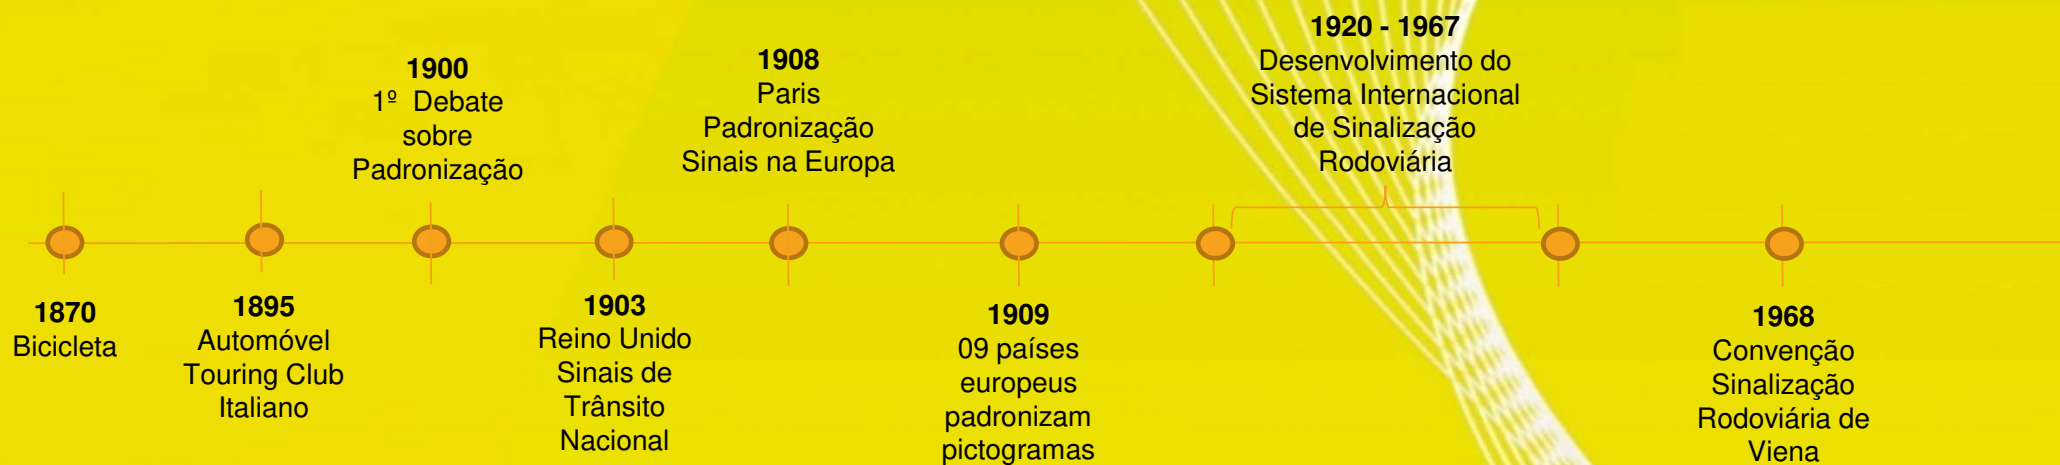 1870
Bicicleta
1895
Automóvel
Touring Club
Italiano
1900
1º Debate
sobre
Padronização
1903
Reino Unido
Sinais de
Trânsito
Nacional
1908
Paris
Padronização
Sinais na Europa
1909
09 países
europeus
padronizam
pictogramas
1920 - 1967
Desenvolvimento do
Sistema Internacional
de Sinalização
Rodoviária
1968
Convenção
Sinalização
Rodoviária de
Viena